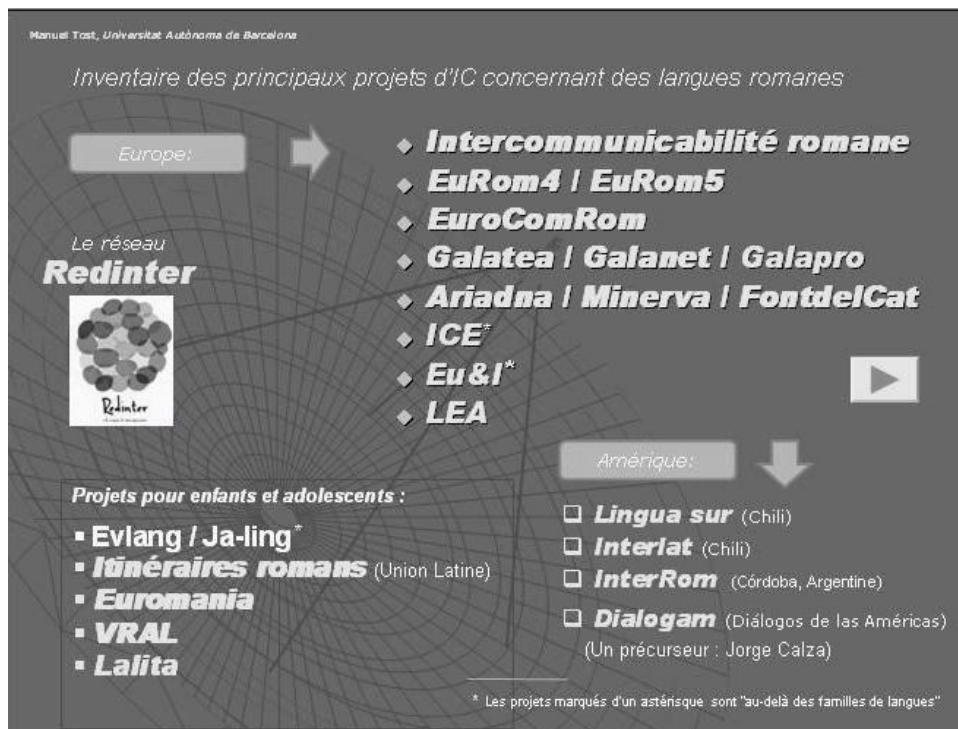 Manuel Tost, Universitat Autònoma de Barcelona
Inventaire des principaux projets d'IC concernant des langues romanes
Europe:
Intercommunicabilité romane
EuRom4 / EuRom5
EuroComRom
Galatea / Galanet / Galapro
Ariadna / Minerva / FontdelCat
ICE*
Eu&I*
LEA
Le réseau
Redinter
Redinter
Projets pour enfants et adolescents :
Evlang / Ja-ling*
Itinéraires romans (Union Latine)
Euromania
VRAL
Lalita
Amérique:
Lingua sur (Chili)
Interlat (Chili)
InterRom (Córdoba, Argentine)
Dialogam (Diálogos de las Américas)
(Un précurseur : Jorge Calza)
* Les projets marqués d'un astérisque sont "au-delà des familles de langues"